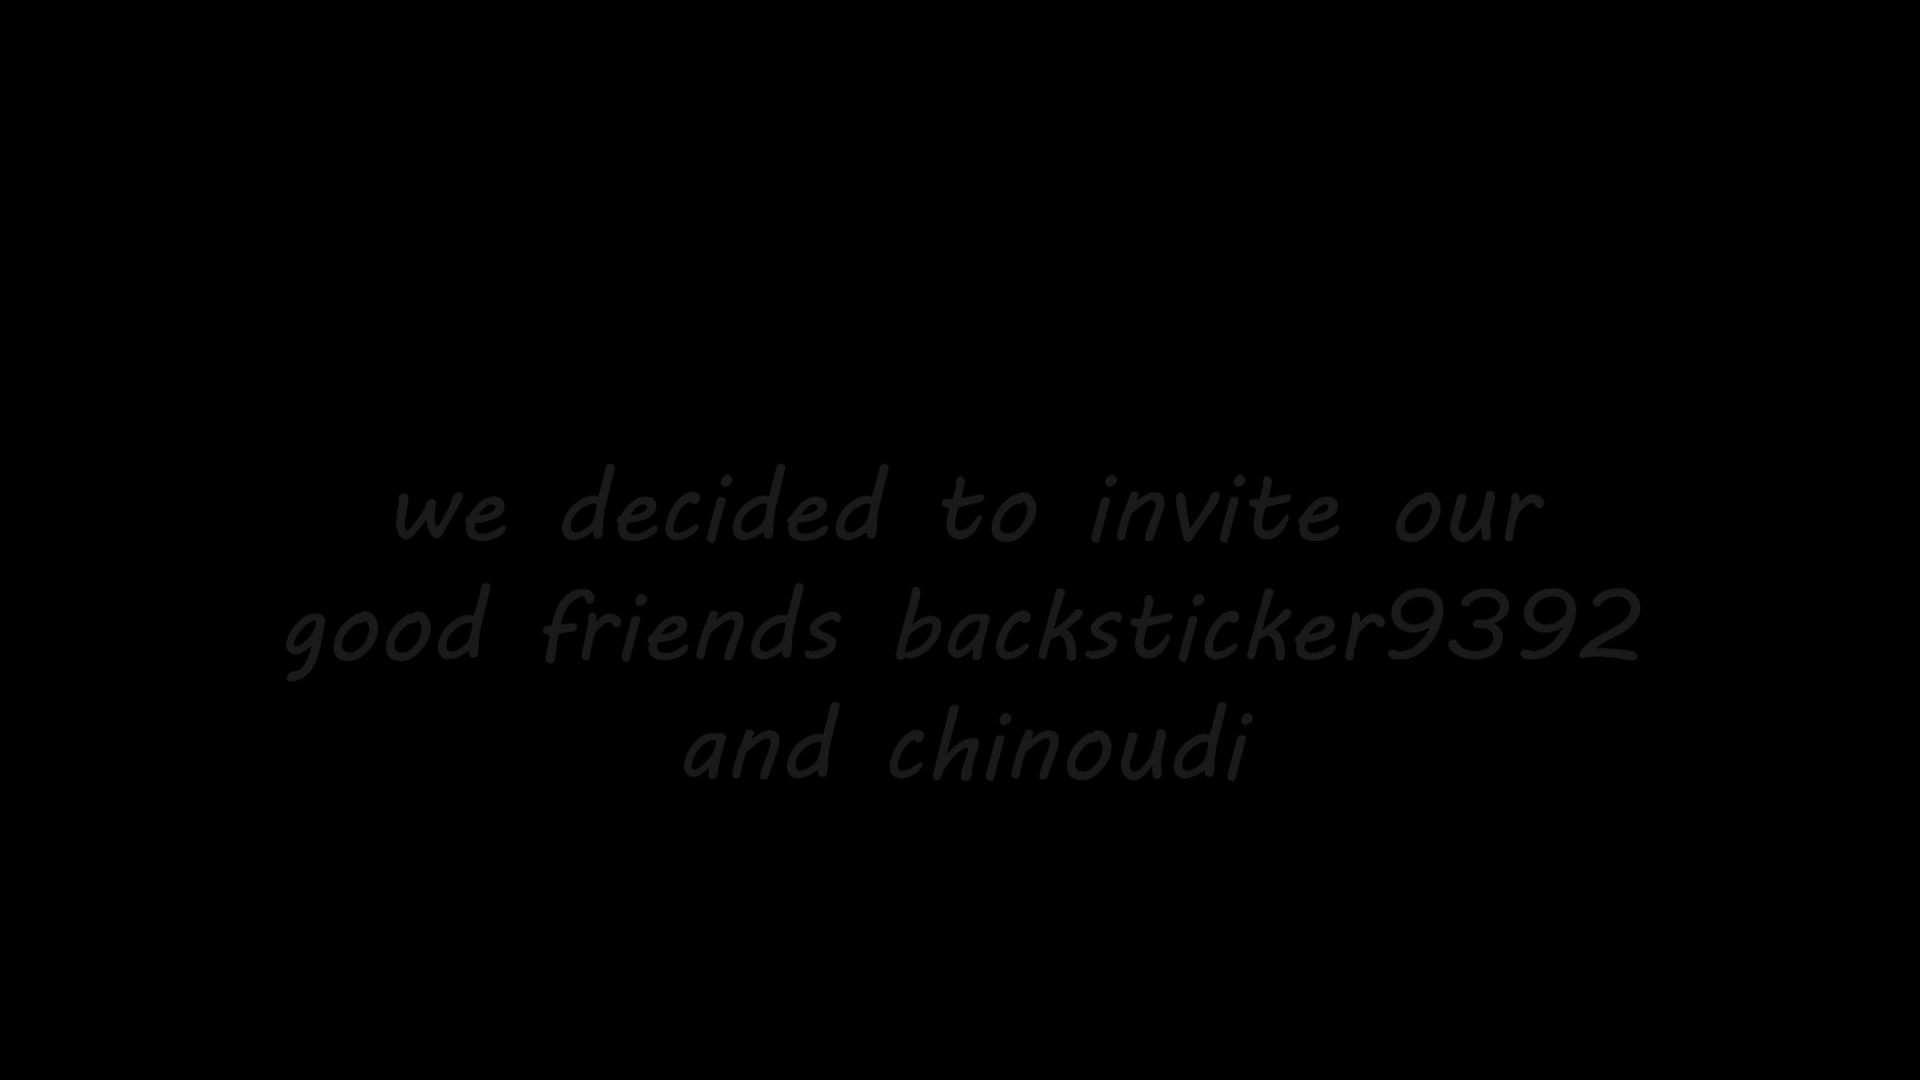 we decided to invite our
good friends backsticker9392
and chinoudi